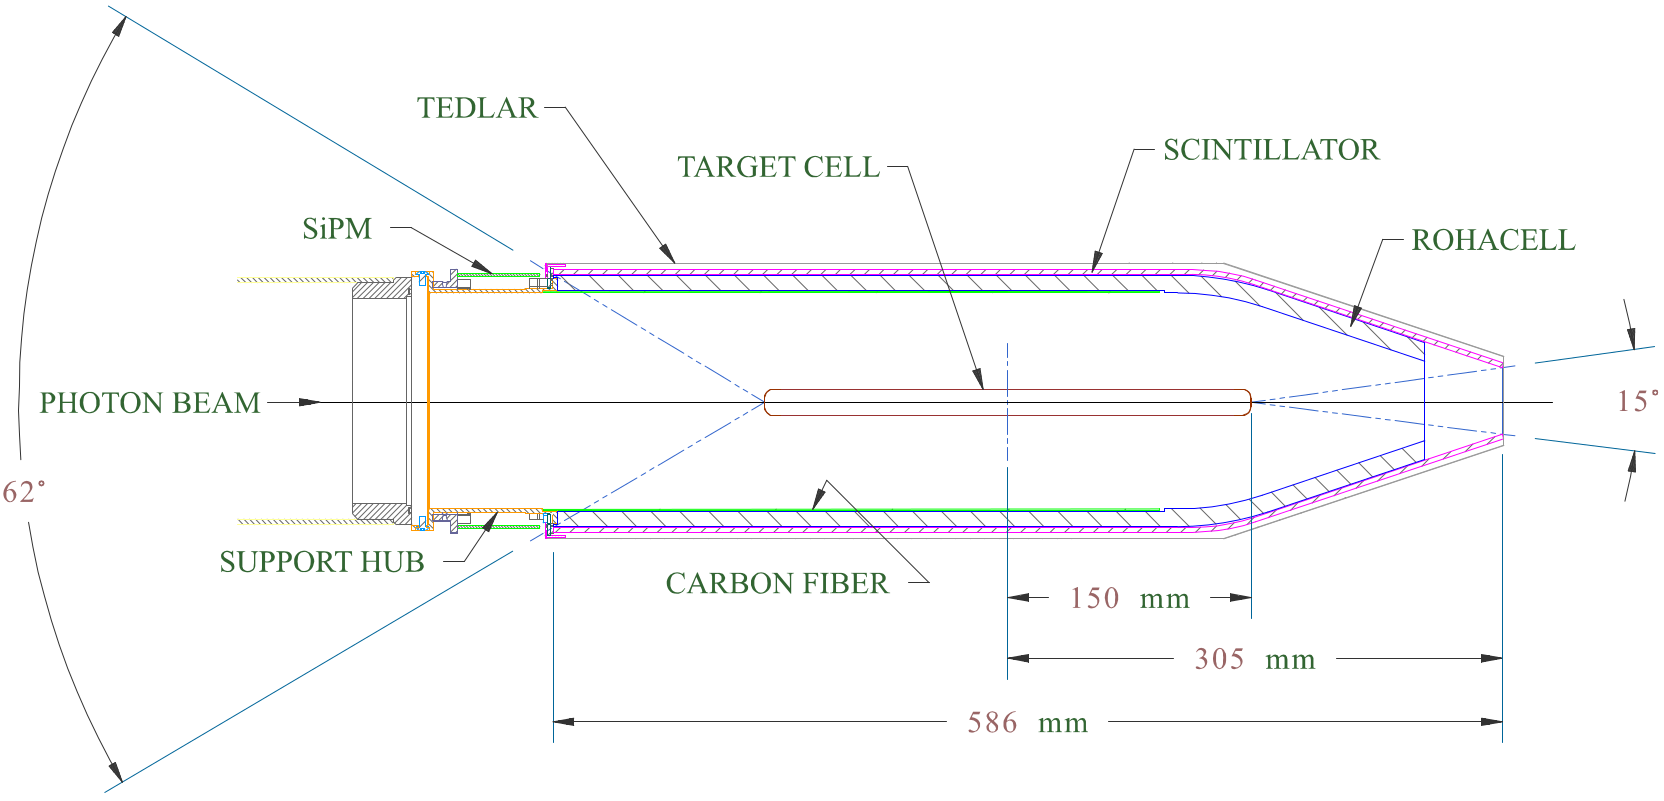 TEDLAR
TARGET CELL
SCINTILLATOR
SiPM
ROHACELL
PHOTON BEAM
15°
62°
SUPPORT HUB
CARBON FIBER
150 mm
305 mm
586 mm